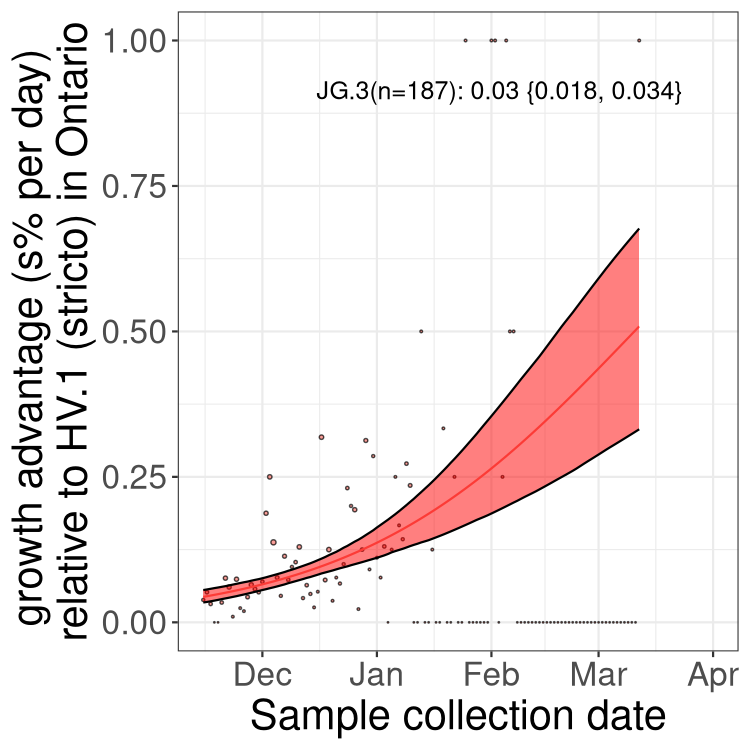 growth advantage (s% per day)
relative to HV.1 (stricto) in Ontario
1.00
JG.3(n=187): 0.03 {0.018, 0.034}
0.75
0.50
0.25
0.00
Dec Jan Feb Mar Apr
Sample collection date